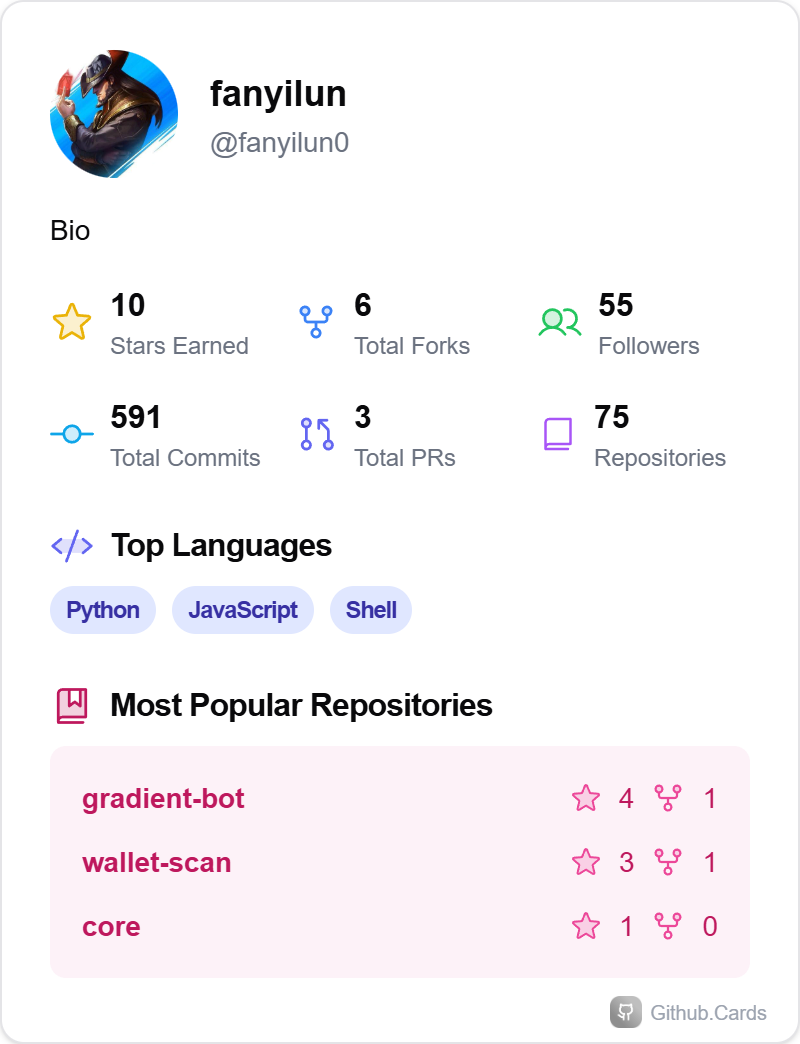 fanyilun
@fanyilun0
Bio
10
Stars Earned
6
Total Forks
55
Followers
591
Total Commits
3
Total PRs
75
Repositories
Top Languages
Python JavaScript Shell
Most Popular Repositories
gradient-bot 4 1
wallet-scan 3 1
core 1 0
Github.Cards